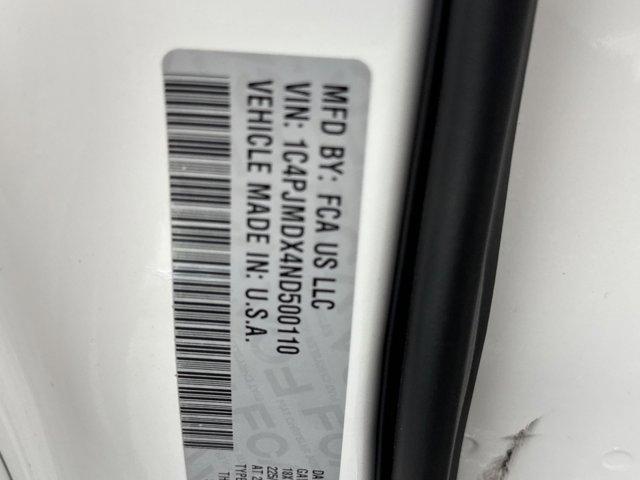 MFD BY: FCA US LLC
VIN: 1C4PJMDX4ND500110
VEHICLE MADE IN: U.S.A.